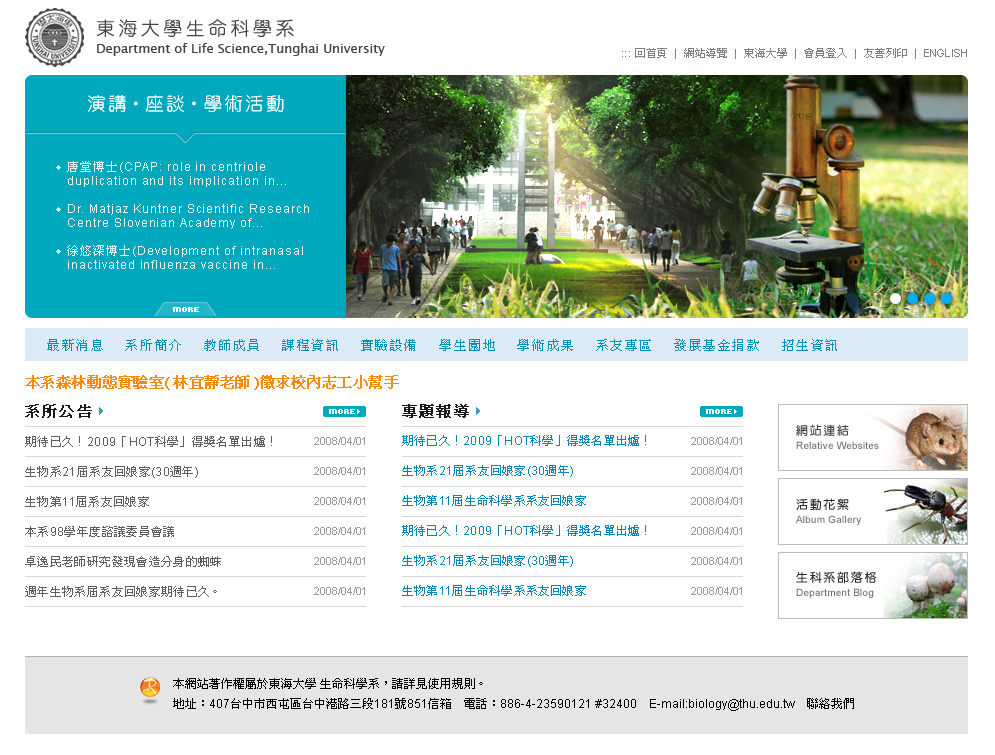 東海大學生命科學系
Department of Life Science,Tunghai University
::: 回首頁 | 網站導覽 | 東海大學 | 會員登入 | 友善列印 | ENGLISH
演講・座談・學術活動
唐堂博士(CPAP: role in centriole
duplication and its implication in...
Dr. Matjaz Kuntner Scientific Research
Centre Slovenian Academy of...
徐悠深博士(Development of intranasal
inactivated influenza vaccine in...
MORE
最新消息 系所簡介 教師成員 課程資訊 實驗設備 學生園地 學術成果 系友專區 發展基金捐款 招生資訊
本系森林動態實驗室(林宜靜老師)徵求校內志工小幫手
系所公告 MORE
期待已久！2009「HOT科學」得獎名單出爐！ 2008/04/01
生物系21屆系友回娘家(30週年) 2008/04/01
生物第11屆系友回娘家 2008/04/01
本系98學年度諮議委員會議 2008/04/01
卓逸民老師研究發現會造分身的蜘蛛 2008/04/01
週年生物系屆系友回娘家期待已久。 2008/04/01
專題報導 MORE
期待已久！2009「HOT科學」得獎名單出爐！ 2008/04/01
生物系21屆系友回娘家(30週年) 2008/04/01
生物第11屆生命科學系系友回娘家 2008/04/01
期待已久！2009「HOT科學」得獎名單出爐！ 2008/04/01
生物系21屆系友回娘家(30週年) 2008/04/01
生物第11屆生命科學系系友回娘家 2008/04/01
網站連結
Relative Websites
活動花絮
Album Gallery
生科系部落格
Department Blog
本網站著作權屬於東海大學 生命科學系，請詳見使用規則。
地址：407台中市西屯區台中港路三段181號851信箱 電話：886-4-23590121 #32400 E-mail:biology@thu.edu.tw 聯絡我們